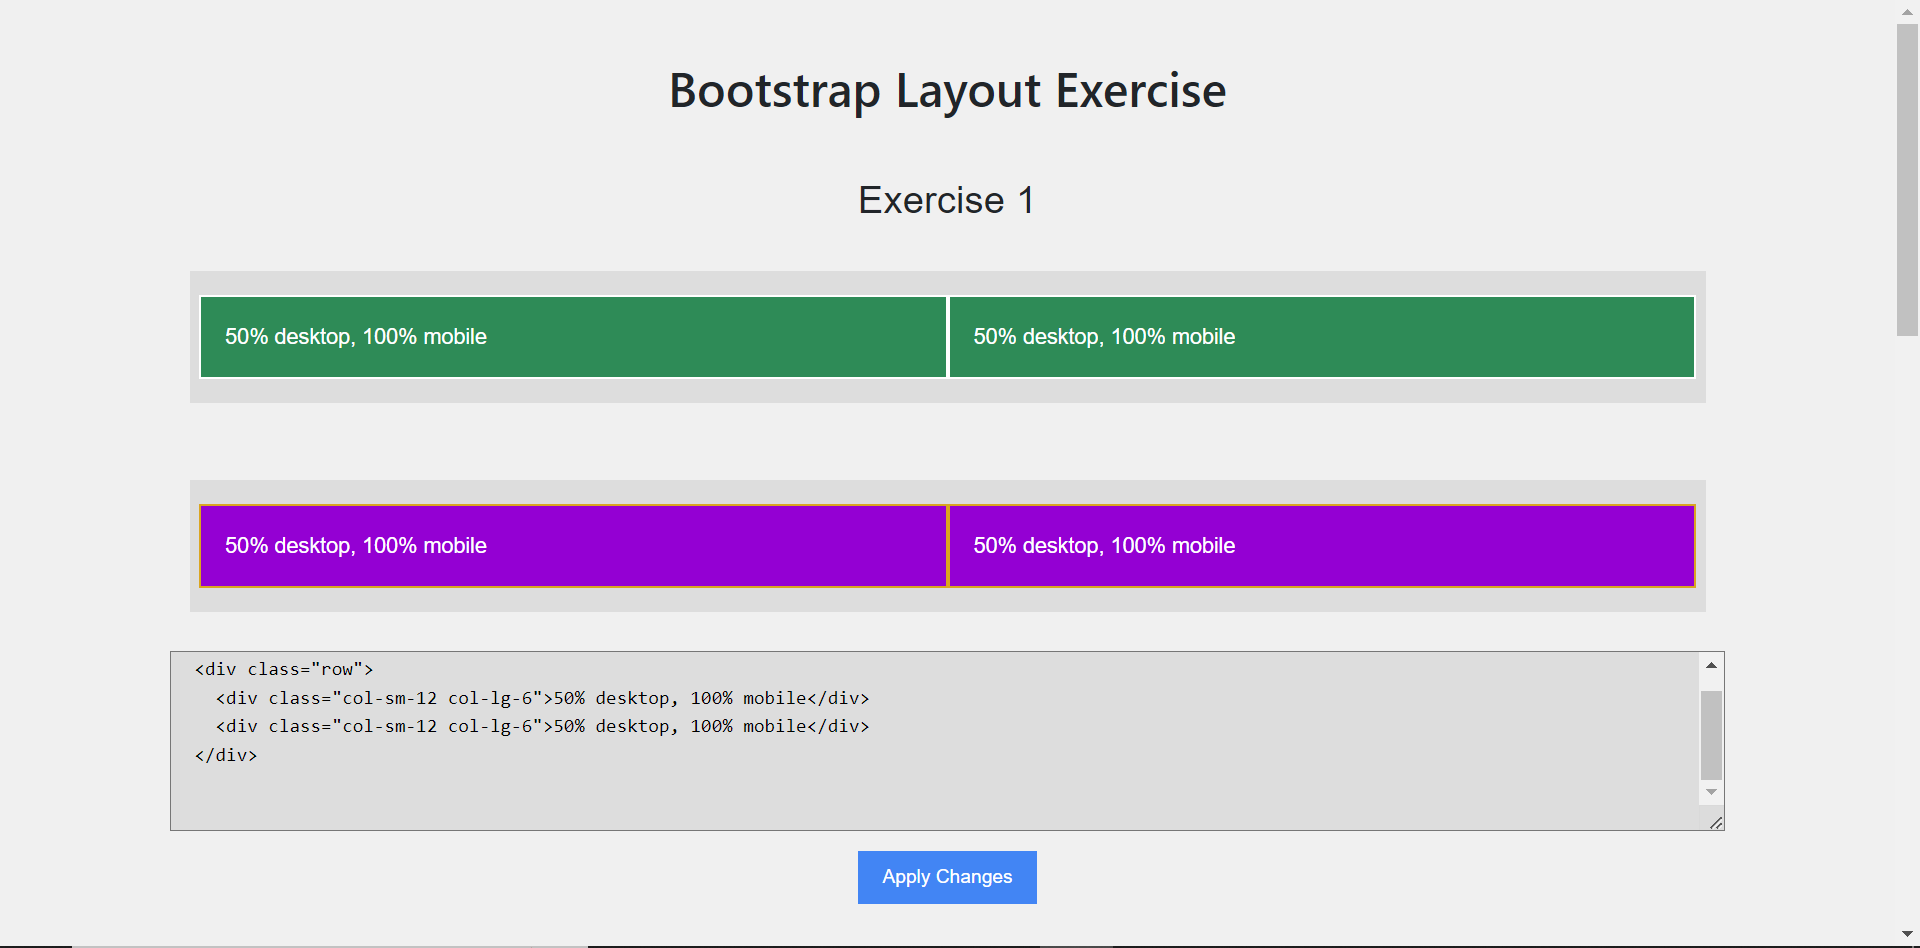 Bootstrap Layout Exercise
Exercise 1
50% desktop, 100% mobile
50% desktop, 100% mobile
50% desktop, 100% mobile
50% desktop, 100% mobile
<div class="row">
  <div class="col-sm-12 col-lg-6">50% desktop, 100% mobile</div>
  <div class="col-sm-12 col-lg-6">50% desktop, 100% mobile</div>
</div>
Apply Changes